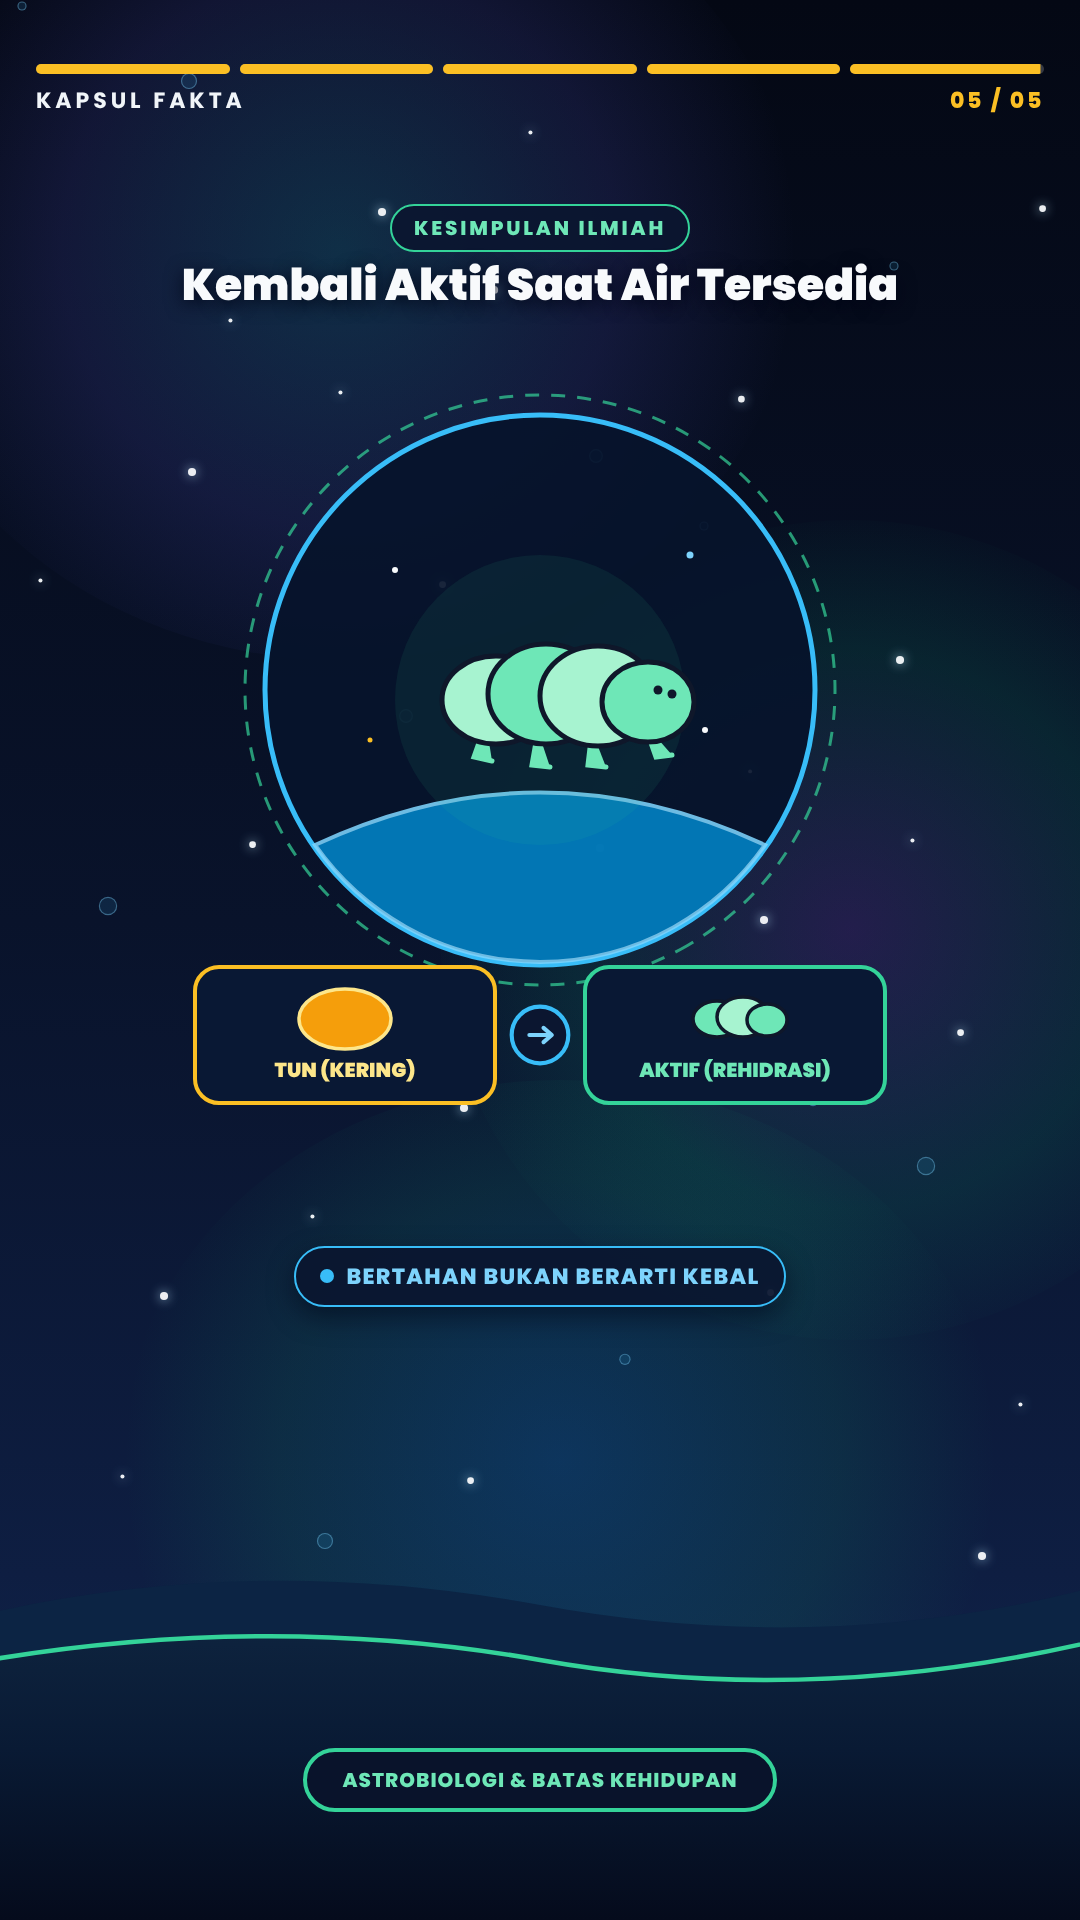 KAPSUL FAKTA
05 / 05
KESIMPULAN ILMIAH
Kembali Aktif Saat Air Tersedia
TUN (KERING)
AKTIF (REHIDRASI)
BERTAHAN BUKAN BERARTI KEBAL
ASTROBIOLOGI & BATAS KEHIDUPAN